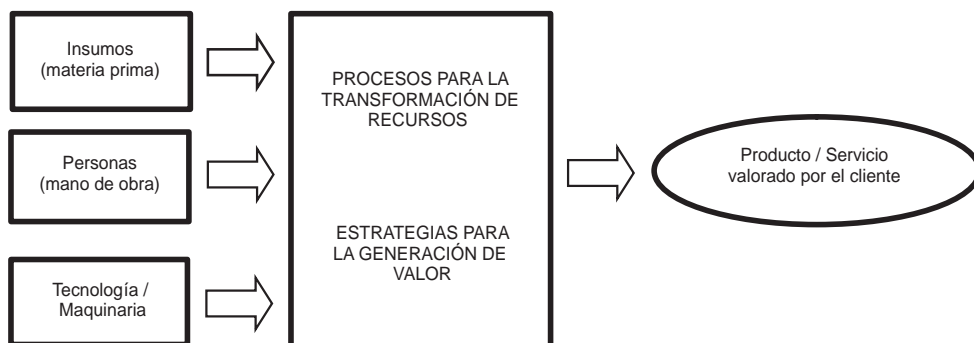 Insumos
(materia prima)
Personas
(mano de obra)
Tecnología /
Maquinaria
PROCESOS PARA LA
TRANSFORMACIÓN DE
RECURSOS
ESTRATEGIAS PARA
LA GENERACIÓN DE
VALOR
Producto / Servicio
valorado por el cliente